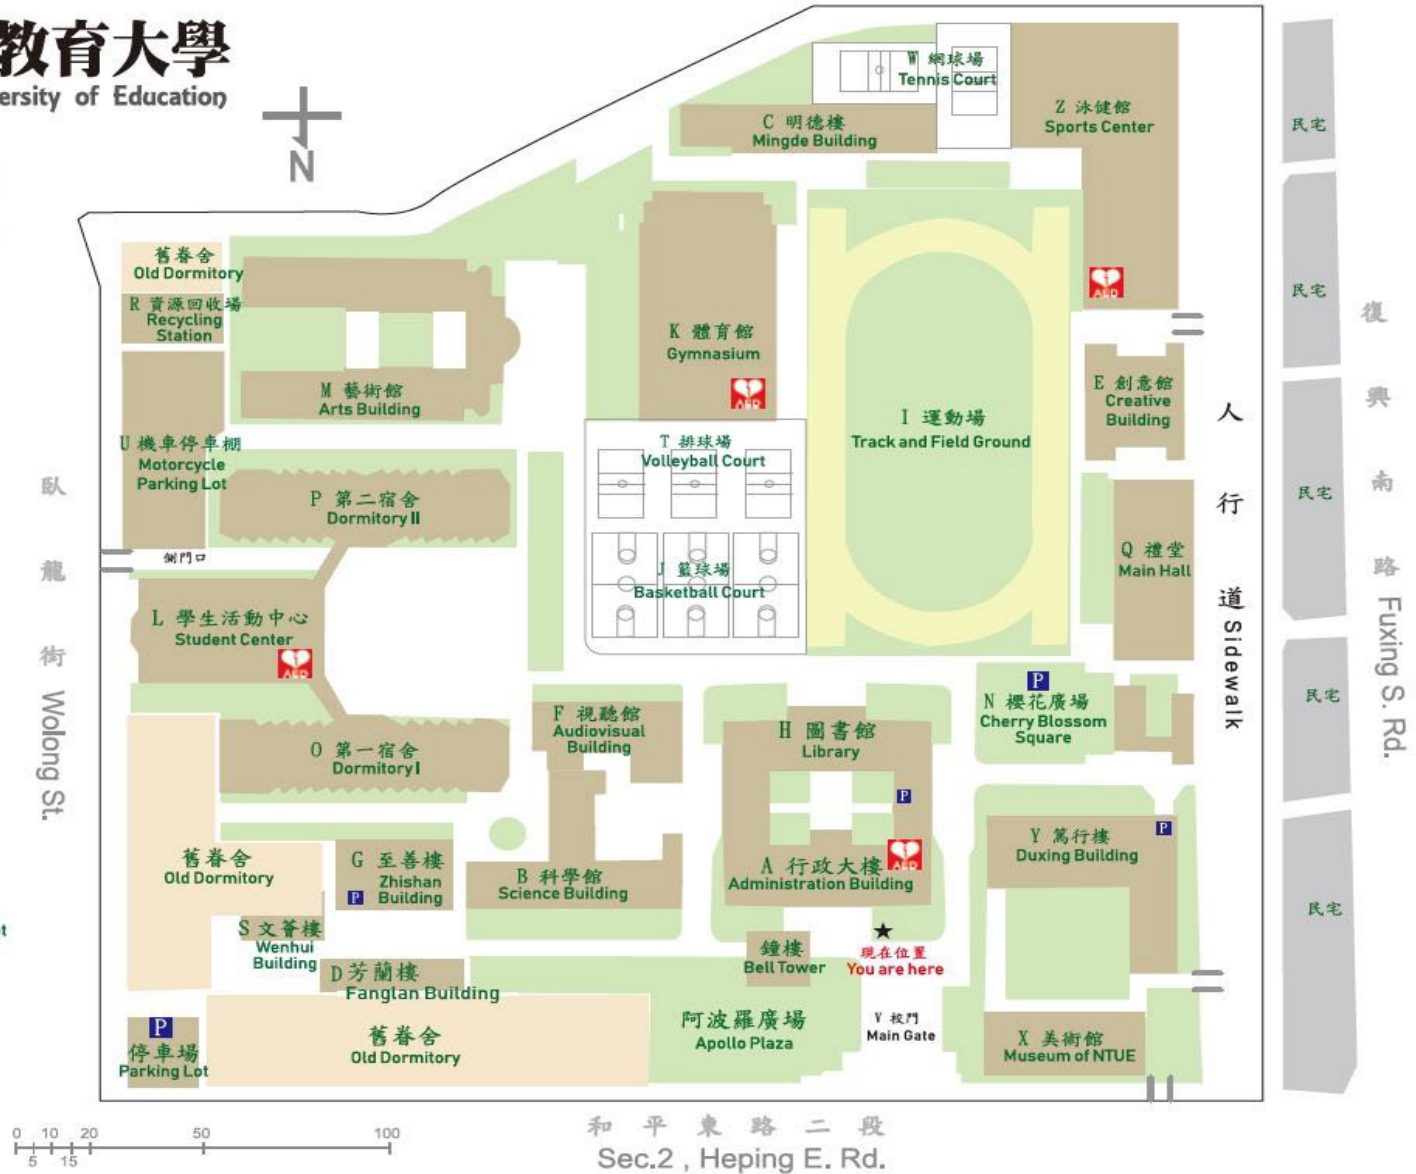 教育大學
ersity of Education
N
W 網球場
Tennis Court
C 明德樓
Mingde Building
Z 泳健館
Sports Center
民宅
舊眷舍
Old Dormitory
R 資源回收場
Recycling
Station
K 體育館
Gymnasium
AED
AED
民宅
復興南路 Fuxing S. Rd.
M 藝術館
Arts Building
I 運動場
Track and Field Ground
E 創意館
Creative
Building
人行道 Sidewalk
U 機車停車棚
Motorcycle
Parking Lot
T 排球場
Volleyball Court
P 第二宿舍
Dormitory II
民宅
臥龍街 Wolong St.
側門口
J 籃球場
Basketball Court
Q 禮堂
Main Hall
L 學生活動中心
Student Center
AED
P
N 櫻花廣場
Cherry Blossom
Square
民宅
F 視聽館
Audiovisual
Building
H 圖書館
Library
O 第一宿舍
Dormitory I
P
P
Y 篤行樓
Duxing Building
舊眷舍
Old Dormitory
G 至善樓
Zhishan
P Building
B 科學館
Science Building
A 行政大樓
Administration Building
AED
民宅
S 文薈樓
Wenhui
Building
鐘樓
Bell Tower
現在位置
You are here
D 芳蘭樓
Fanglan Building
P
停車場
Parking Lot
舊眷舍
Old Dormitory
阿波羅廣場
Apollo Plaza
V 校門
Main Gate
X 美術館
Museum of NTUE
0 10 20 50 100
5 15
和平東路二段
Sec.2 , Heping E. Rd.